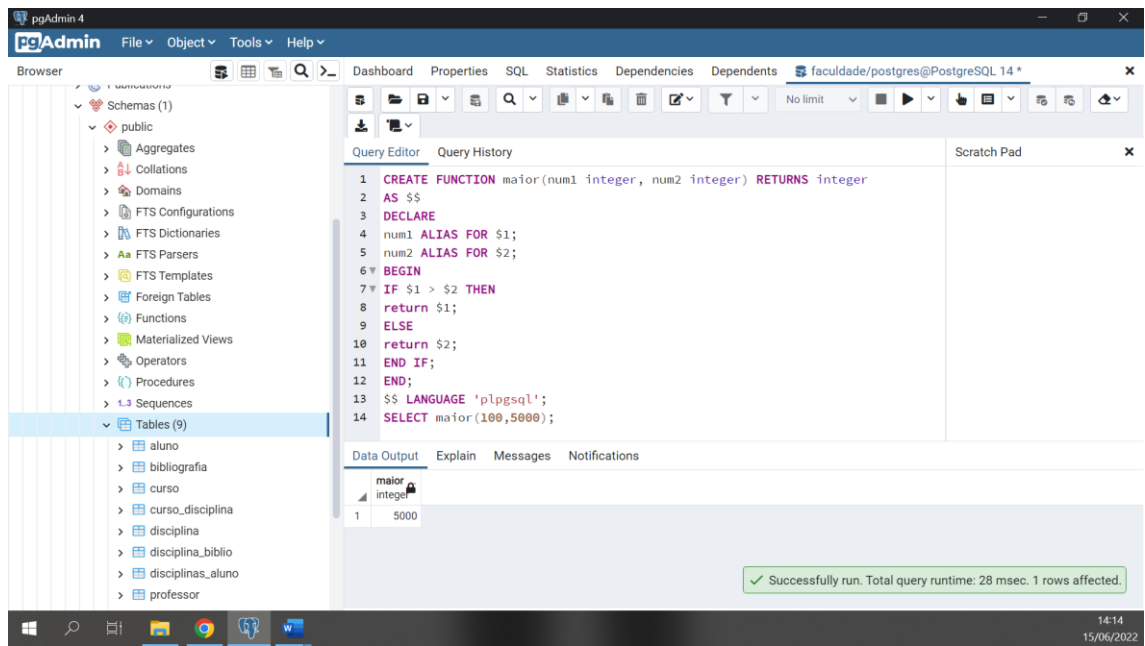 pgAdmin 4
pgAdmin File Object Tools Help
Browser
Dashboard Properties SQL Statistics Dependencies Dependents faculdade/postgres@PostgreSQL 14 *
No limit
Schemas (1)
public
Aggregates
Collations
Domains
FTS Configurations
FTS Dictionaries
Aa FTS Parsers
FTS Templates
Foreign Tables
Functions
Materialized Views
Operators
Procedures
1..3 Sequences
Tables (9)
aluno
bibliografia
curso
curso_disciplina
disciplina
disciplina_biblio
disciplinas_aluno
professor
Query Editor Query History
Scratch Pad
1 CREATE FUNCTION maior(num1 integer, num2 integer) RETURNS integer
2 AS $$
3 DECLARE
4 num1 ALIAS FOR $1;
5 num2 ALIAS FOR $2;
6 BEGIN
7 IF $1 > $2 THEN
8 return $1;
9 ELSE
10 return $2;
11 END IF;
12 END;
13 $$ LANGUAGE 'plpgsql';
14 SELECT maior(100,5000);
Data Output Explain Messages Notifications
maior
integer
1 5000
Successfully run. Total query runtime: 28 msec. 1 rows affected.
14:14
15/06/2022